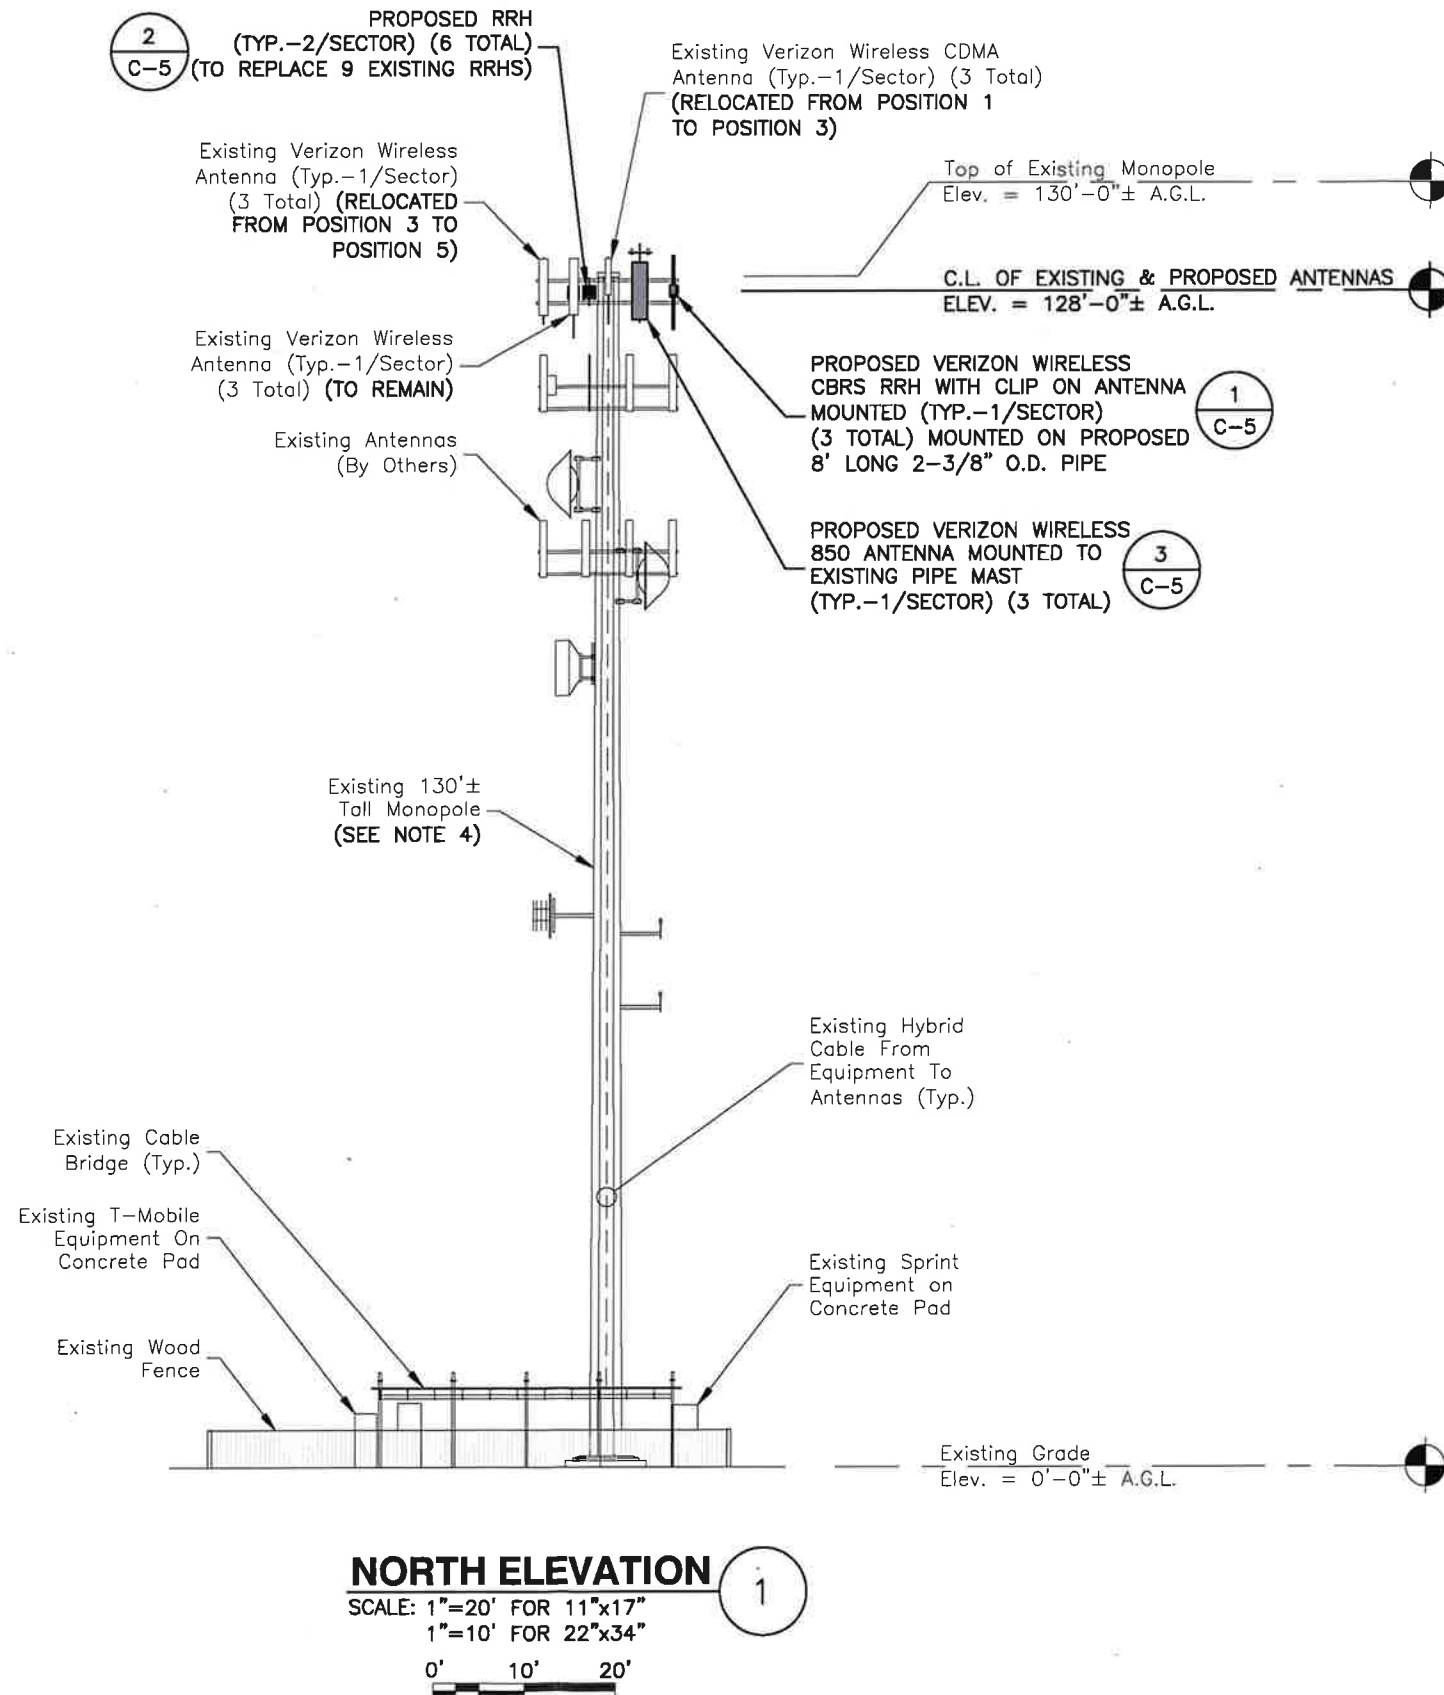 2
C-5
PROPOSED RRH
(TYP.-2/SECTOR) (6 TOTAL)
(TO REPLACE 9 EXISTING RRHS)
Existing Verizon Wireless CDMA
Antenna (Typ.-1/Sector) (3 Total)
(RELOCATED FROM POSITION 1
TO POSITION 3)
Existing Verizon Wireless
Antenna (Typ.-1/Sector)
(3 Total) (RELOCATED
FROM POSITION 3 TO
POSITION 5)
Top of Existing Monopole
Elev. = 130'-0"± A.G.L.
C.L. OF EXISTING & PROPOSED ANTENNAS
ELEV. = 128'-0"± A.G.L.
Existing Verizon Wireless
Antenna (Typ.-1/Sector)
(3 Total) (TO REMAIN)
PROPOSED VERIZON WIRELESS
CBRS RRH WITH CLIP ON ANTENNA
MOUNTED (TYP.-1/SECTOR)
(3 TOTAL) MOUNTED ON PROPOSED
8' LONG 2-3/8" O.D. PIPE
1
C-5
Existing Antennas
(By Others)
PROPOSED VERIZON WIRELESS
850 ANTENNA MOUNTED TO
EXISTING PIPE MAST
(TYP.-1/SECTOR) (3 TOTAL)
3
C-5
Existing 130'±
Tall Monopole
(SEE NOTE 4)
Existing Hybrid
Cable From
Equipment To
Antennas (Typ.)
Existing Cable
Bridge (Typ.)
Existing T-Mobile
Equipment On
Concrete Pad
Existing Sprint
Equipment on
Concrete Pad
Existing Wood
Fence
Existing Grade
Elev. = 0'-0"± A.G.L.
NORTH ELEVATION
1
SCALE: 1"=20' FOR 11"x17"
1"=10' FOR 22"x34"
0' 10' 20'